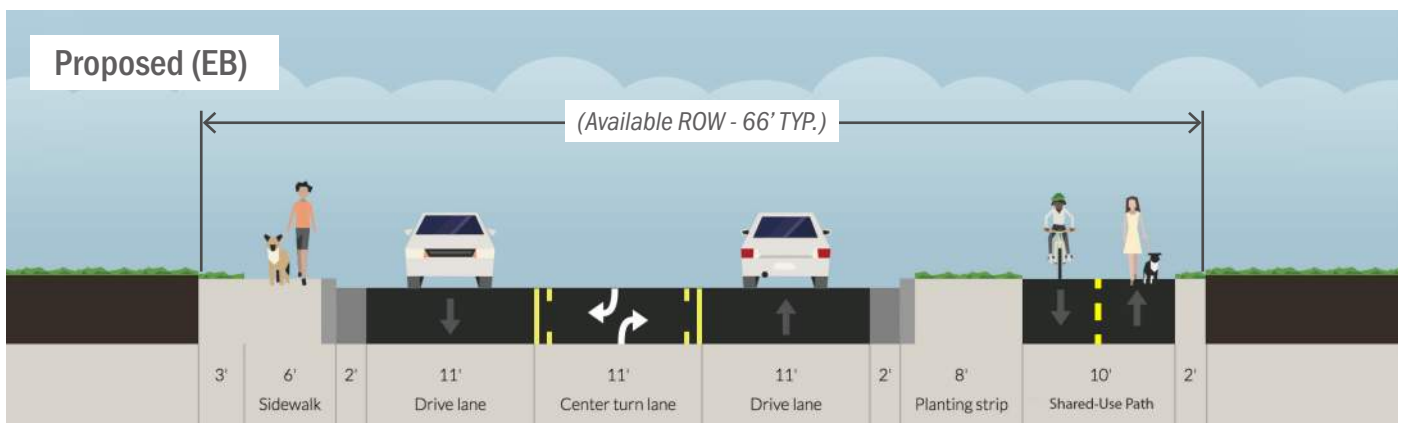 Proposed (EB)
(Available ROW - 66' TYP.)
3' 6' 2' 11' 11' 11' 2' 8' 10' 2'
Sidewalk Drive lane Center turn lane Drive lane Planting strip Shared-Use Path